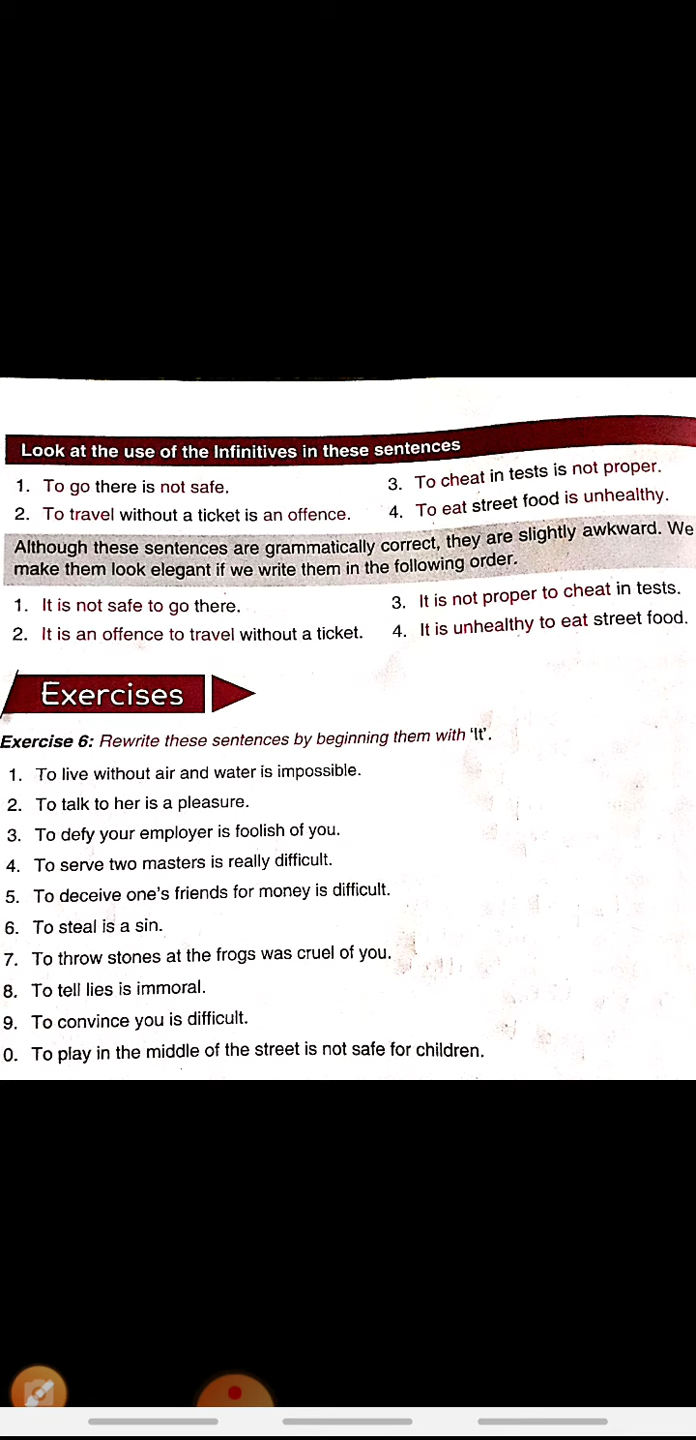 Look at the use of the Infinitives in these sentences
1. To go there is not safe.
2. To travel without a ticket is an offence.
3. To cheat in tests is not proper.
4. To eat street food is unhealthy.
Although these sentences are grammatically correct, they are slightly awkward. We
make them look elegant if we write them in the following order.
1. It is not safe to go there.
2. It is an offence to travel without a ticket.
3. It is not proper to cheat in tests.
4. It is unhealthy to eat street food.
Exercises
Exercise 6: Rewrite these sentences by beginning them with 'It'.
1. To live without air and water is impossible.
2. To talk to her is a pleasure.
3. To defy your employer is foolish of you.
4. To serve two masters is really difficult.
5. To deceive one's friends for money is difficult.
6. To steal is a sin.
7. To throw stones at the frogs was cruel of you.
8. To tell lies is immoral.
9. To convince you is difficult.
0. To play in the middle of the street is not safe for children.